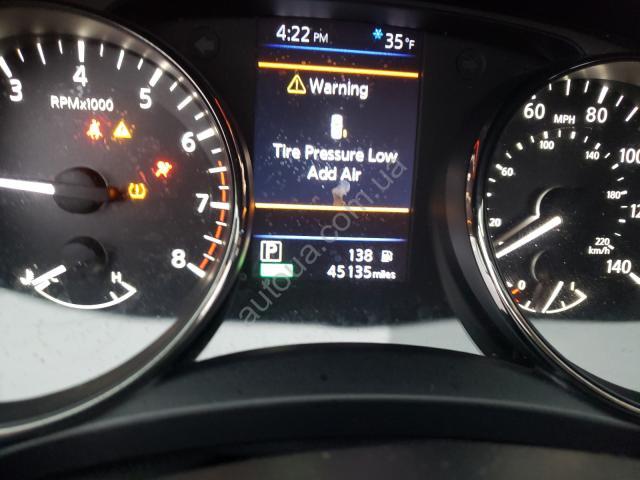 4:22 PM *35°F
Warning
Tire Pressure Low
Add Air
P 138
45135 miles
3 4 5 6 7 8
RPMx1000
H
60 80 100 140
MPH
20 60 100 140 180 220
km/h
0
autoua.com.ua